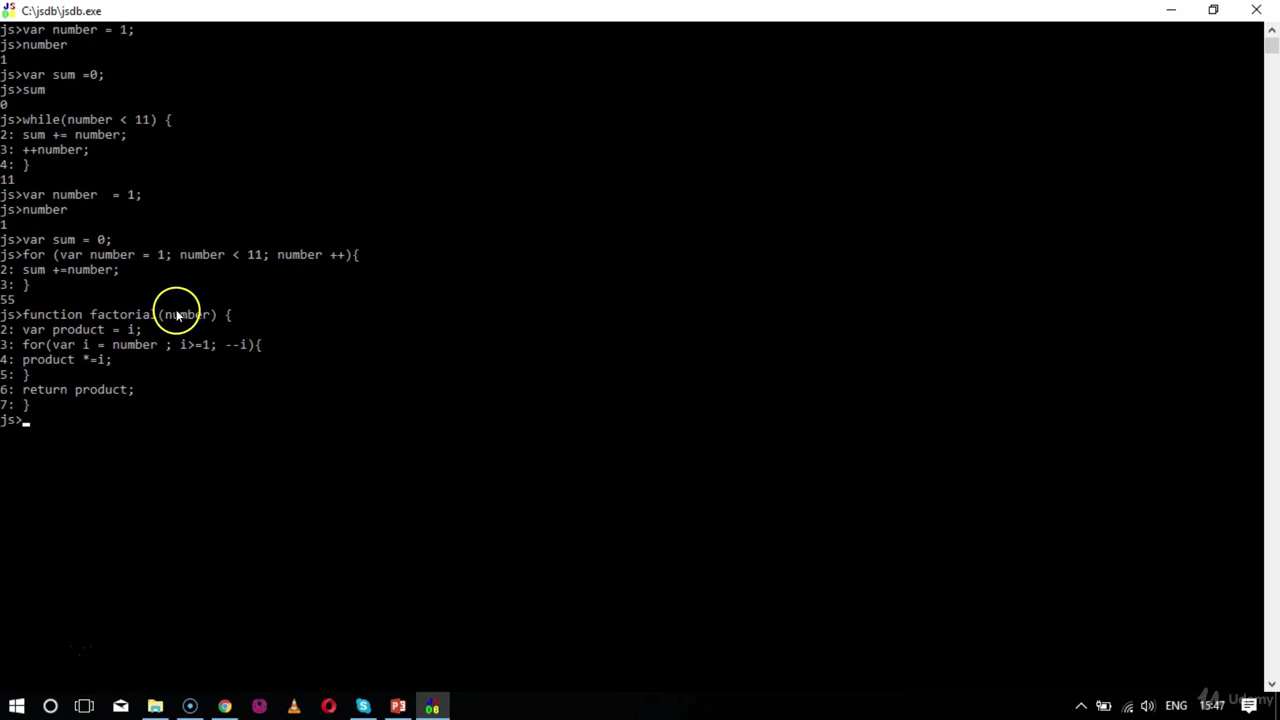 C:\jsdb\jsdb.exe
js>var number = 1;
js>number
1
js>var sum =0;
js>sum
0
js>while(number < 11) {
2: sum += number;
3: ++number;
4: }
11
js>var number  = 1;
js>number
1
js>var sum = 0;
js>for (var number = 1; number < 11; number ++){
2: sum +=number;
3: }
55
js>function factorial(number) {
2: var product = i;
3: for(var i = number ; i>=1; --i){
4: product *=i;
5: }
6: return product;
7: }
js>
ENG
15:47
Udemy